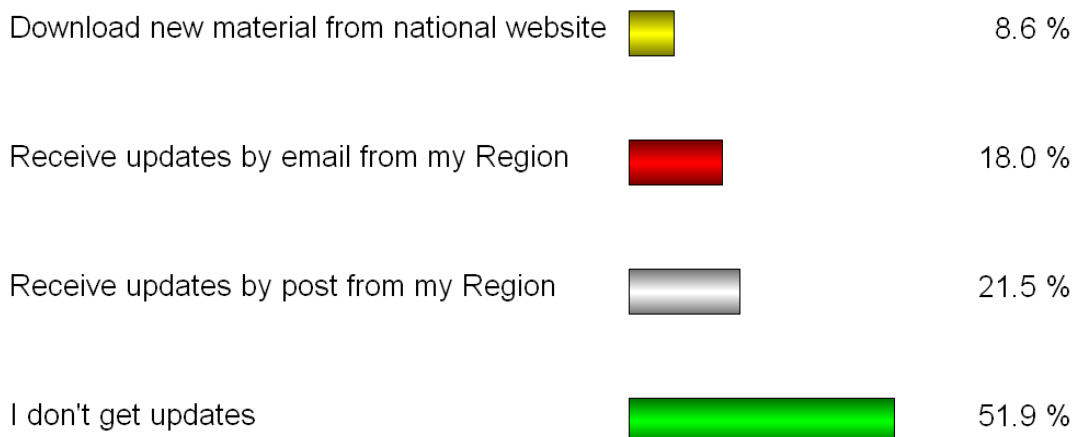 Download new material from national website 8.6 %
Receive updates by email from my Region 18.0 %
Receive updates by post from my Region 21.5 %
I don't get updates 51.9 %